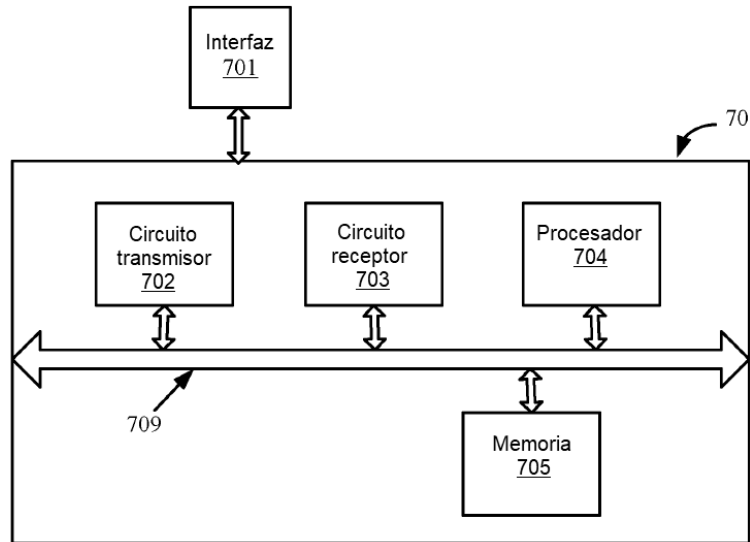 Interfaz
701
70
Circuito
transmisor
702
Circuito
receptor
703
Procesador
704
709
Memoria
705